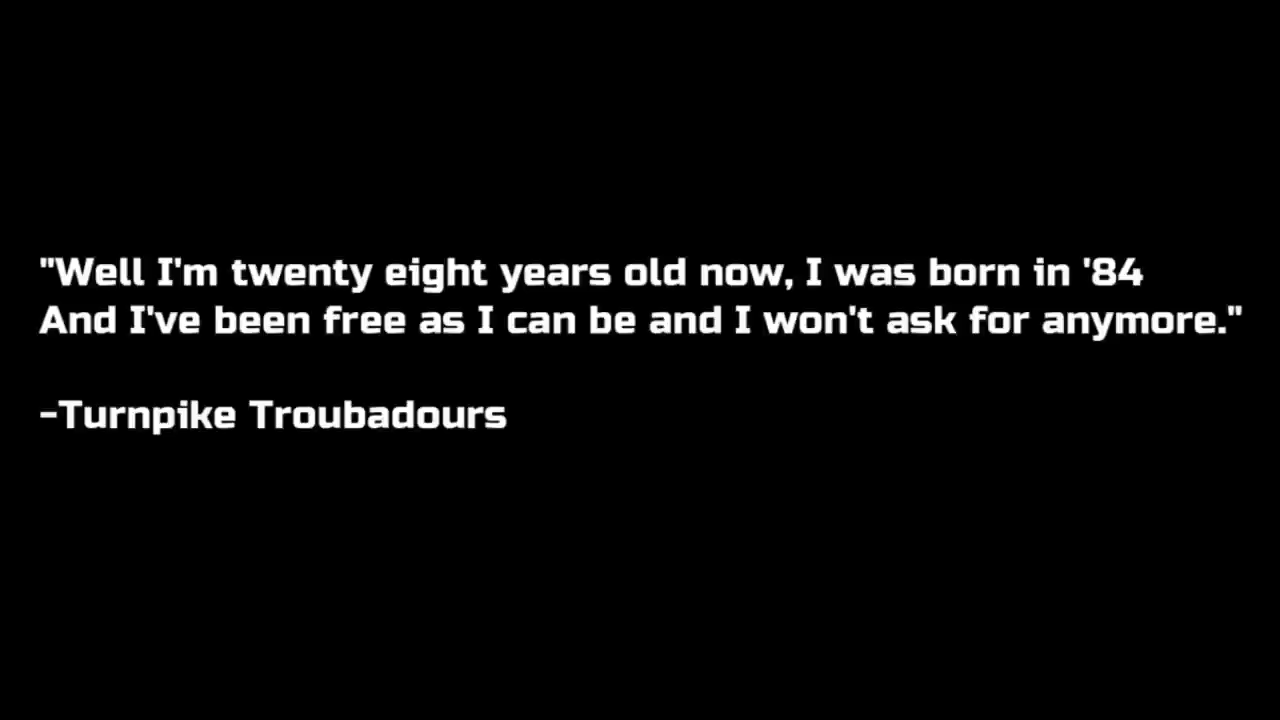 "Well I'm twenty eight years old now, I was born in '84
And I've been free as I can be and I won't ask for anymore."
-Turnpike Troubadours